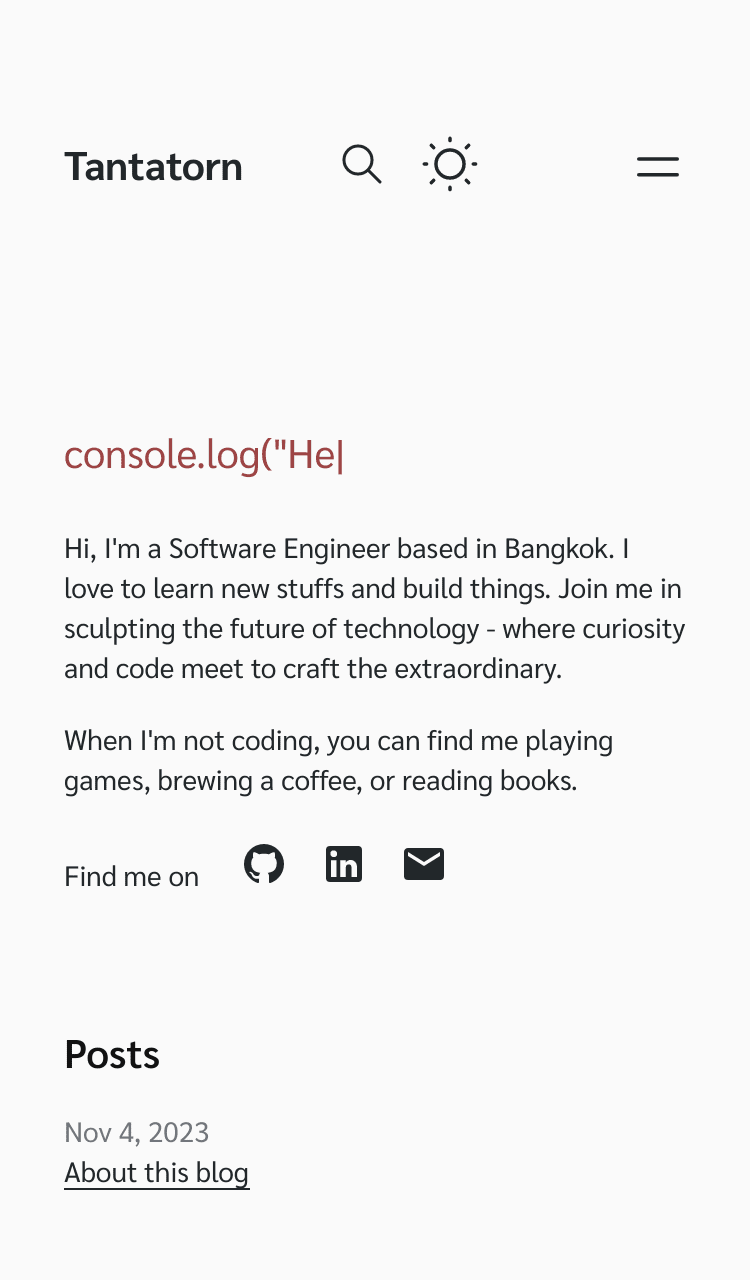 Tantatorn
console.log("He|
Hi, I'm a Software Engineer based in Bangkok. I
love to learn new stuffs and build things. Join me in
sculpting the future of technology - where curiosity
and code meet to craft the extraordinary.
When I'm not coding, you can find me playing
games, brewing a coffee, or reading books.
Find me on
Posts
Nov 4, 2023
About this blog